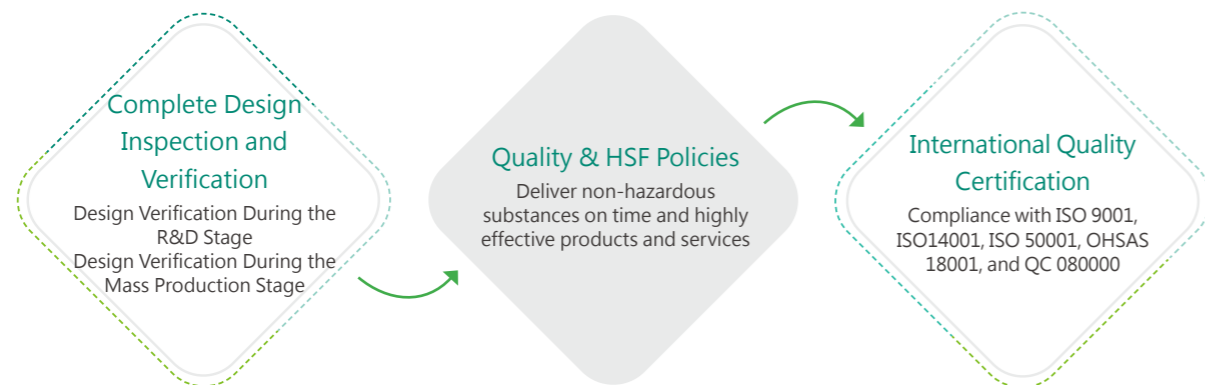 Complete Design
Inspection and
Verification
Design Verification During the
R&D Stage
Design Verification During the
Mass Production Stage
Quality & HSF Policies
Deliver non-hazardous
substances on time and highly
effective products and services
International Quality
Certification
Compliance with ISO 9001,
ISO14001, ISO 50001, OHSAS
18001, and QC 080000